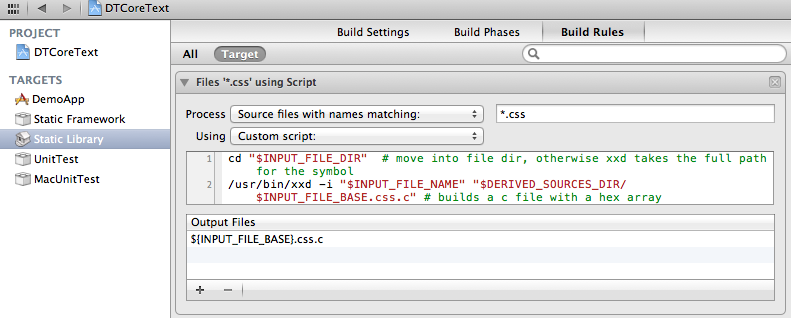 DTCoreText
PROJECT
DTCoreText
TARGETS
DemoApp
Static Framework
Static Library
UnitTest
MacUnitTest
Build Settings
Build Phases
Build Rules
All
Target
Files '*.css' using Script
Process
Source files with names matching:
*.css
Using
Custom script:
1 cd "$INPUT_FILE_DIR"  # move into file dir, otherwise xxd takes the full path
for the symbol
2 /usr/bin/xxd -i "$INPUT_FILE_NAME" "$DERIVED_SOURCES_DIR/
$INPUT_FILE_BASE.css.c" # builds a c file with a hex array
Output Files
${INPUT_FILE_BASE}.css.c